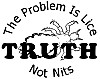 The Problem Is Lice
TRUTH
Not Nits